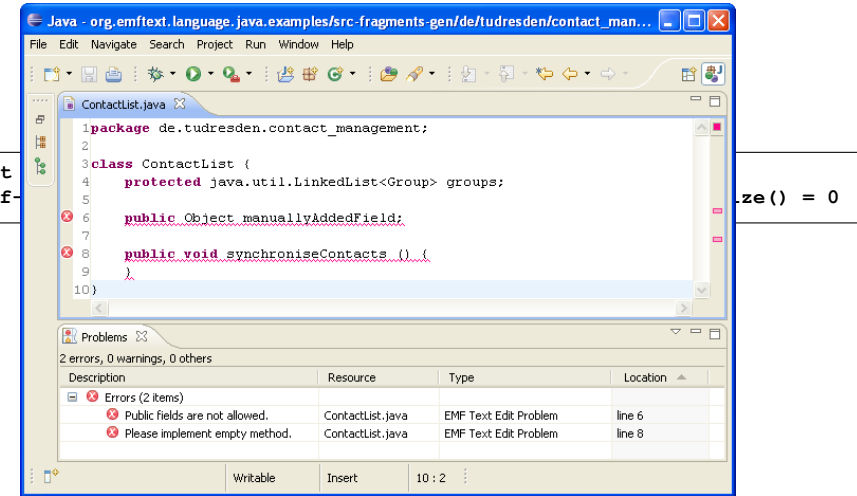 Java - org.emftext.language.java.examples/src-fragments-gen/de/tudresden/contact_man...
File Edit Navigate Search Project Run Window Help
ContactList.java
1 package de.tudresden.contact_management;
2
3 class ContactList {
4 protected java.util.LinkedList<Group> groups;
5
6 public Object manuallyAddedField;
7
8 public void synchroniseContacts () {
9 }
10 }
t
f-
ize() = 0
Problems
2 errors, 0 warnings, 0 others
Description Resource Type Location
Errors (2 items)
Public fields are not allowed. ContactList.java EMF Text Edit Problem line 6
Please implement empty method. ContactList.java EMF Text Edit Problem line 8
Writable Insert 10 : 2